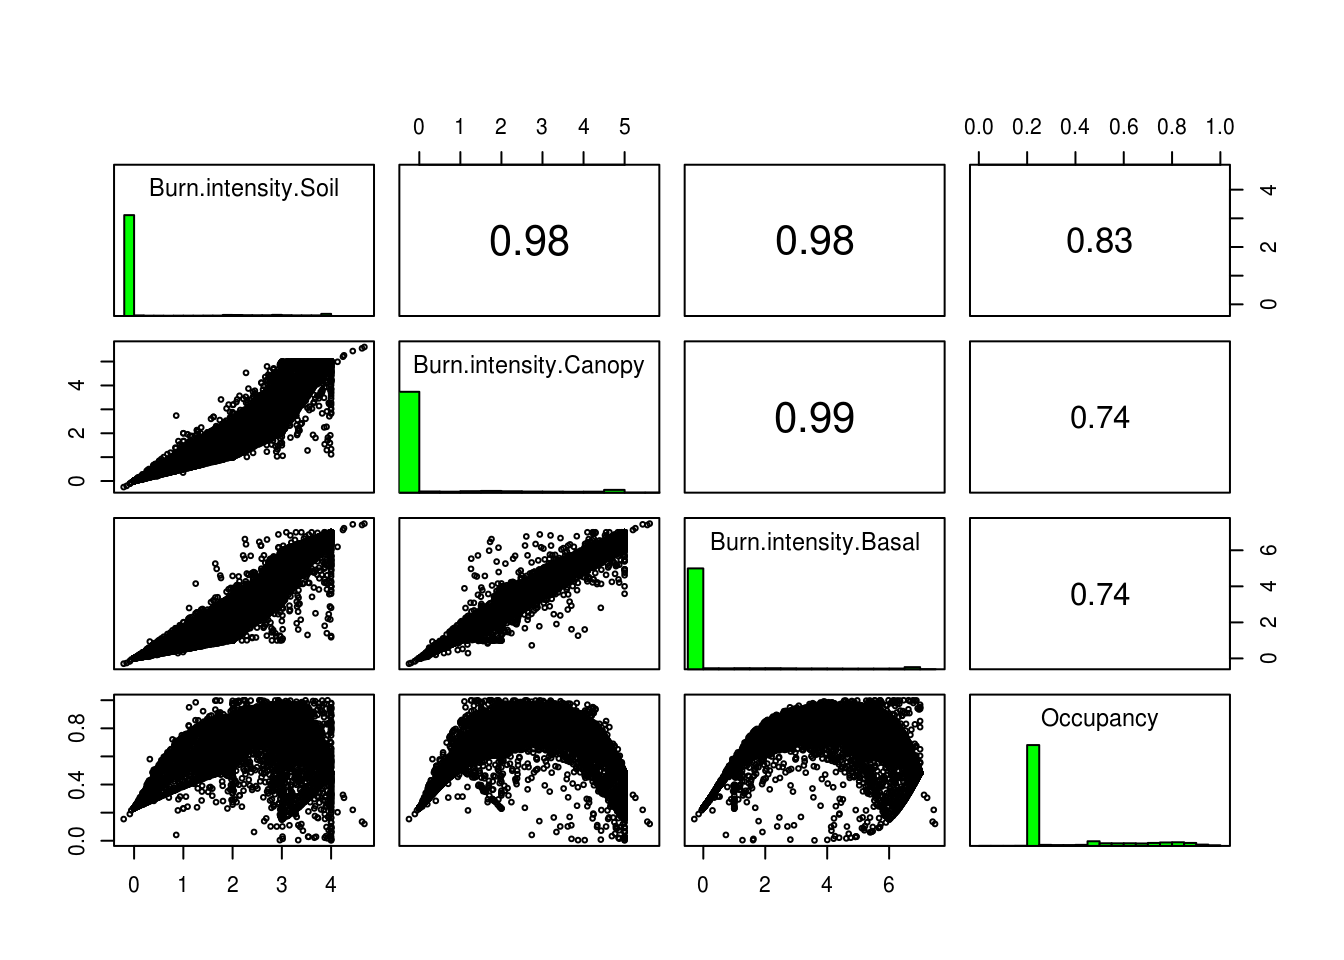 0 1 2 3 4 5
0.0 0.2 0.4 0.6 0.8 1.0
Burn.intensity.Soil
0.98
0.98
0.83
0 2 4
Burn.intensity.Canopy
0.99
0.74
0 2 4
Burn.intensity.Basal
0.74
0 2 4 6
Occupancy
0.0 0.4 0.8
0 1 2 3 4
0 2 4 6